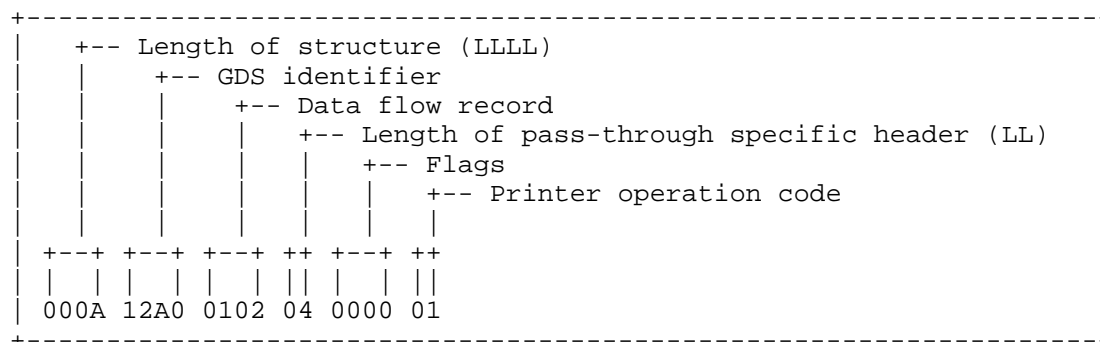 +-- Length of structure (LLLL)
+-- GDS identifier
+-- Data flow record
+-- Length of pass-through specific header (LL)
+-- Flags
+-- Printer operation code
+--+ +--+ +--+ ++ +--+ ++
000A 12A0 0102 04 0000 01